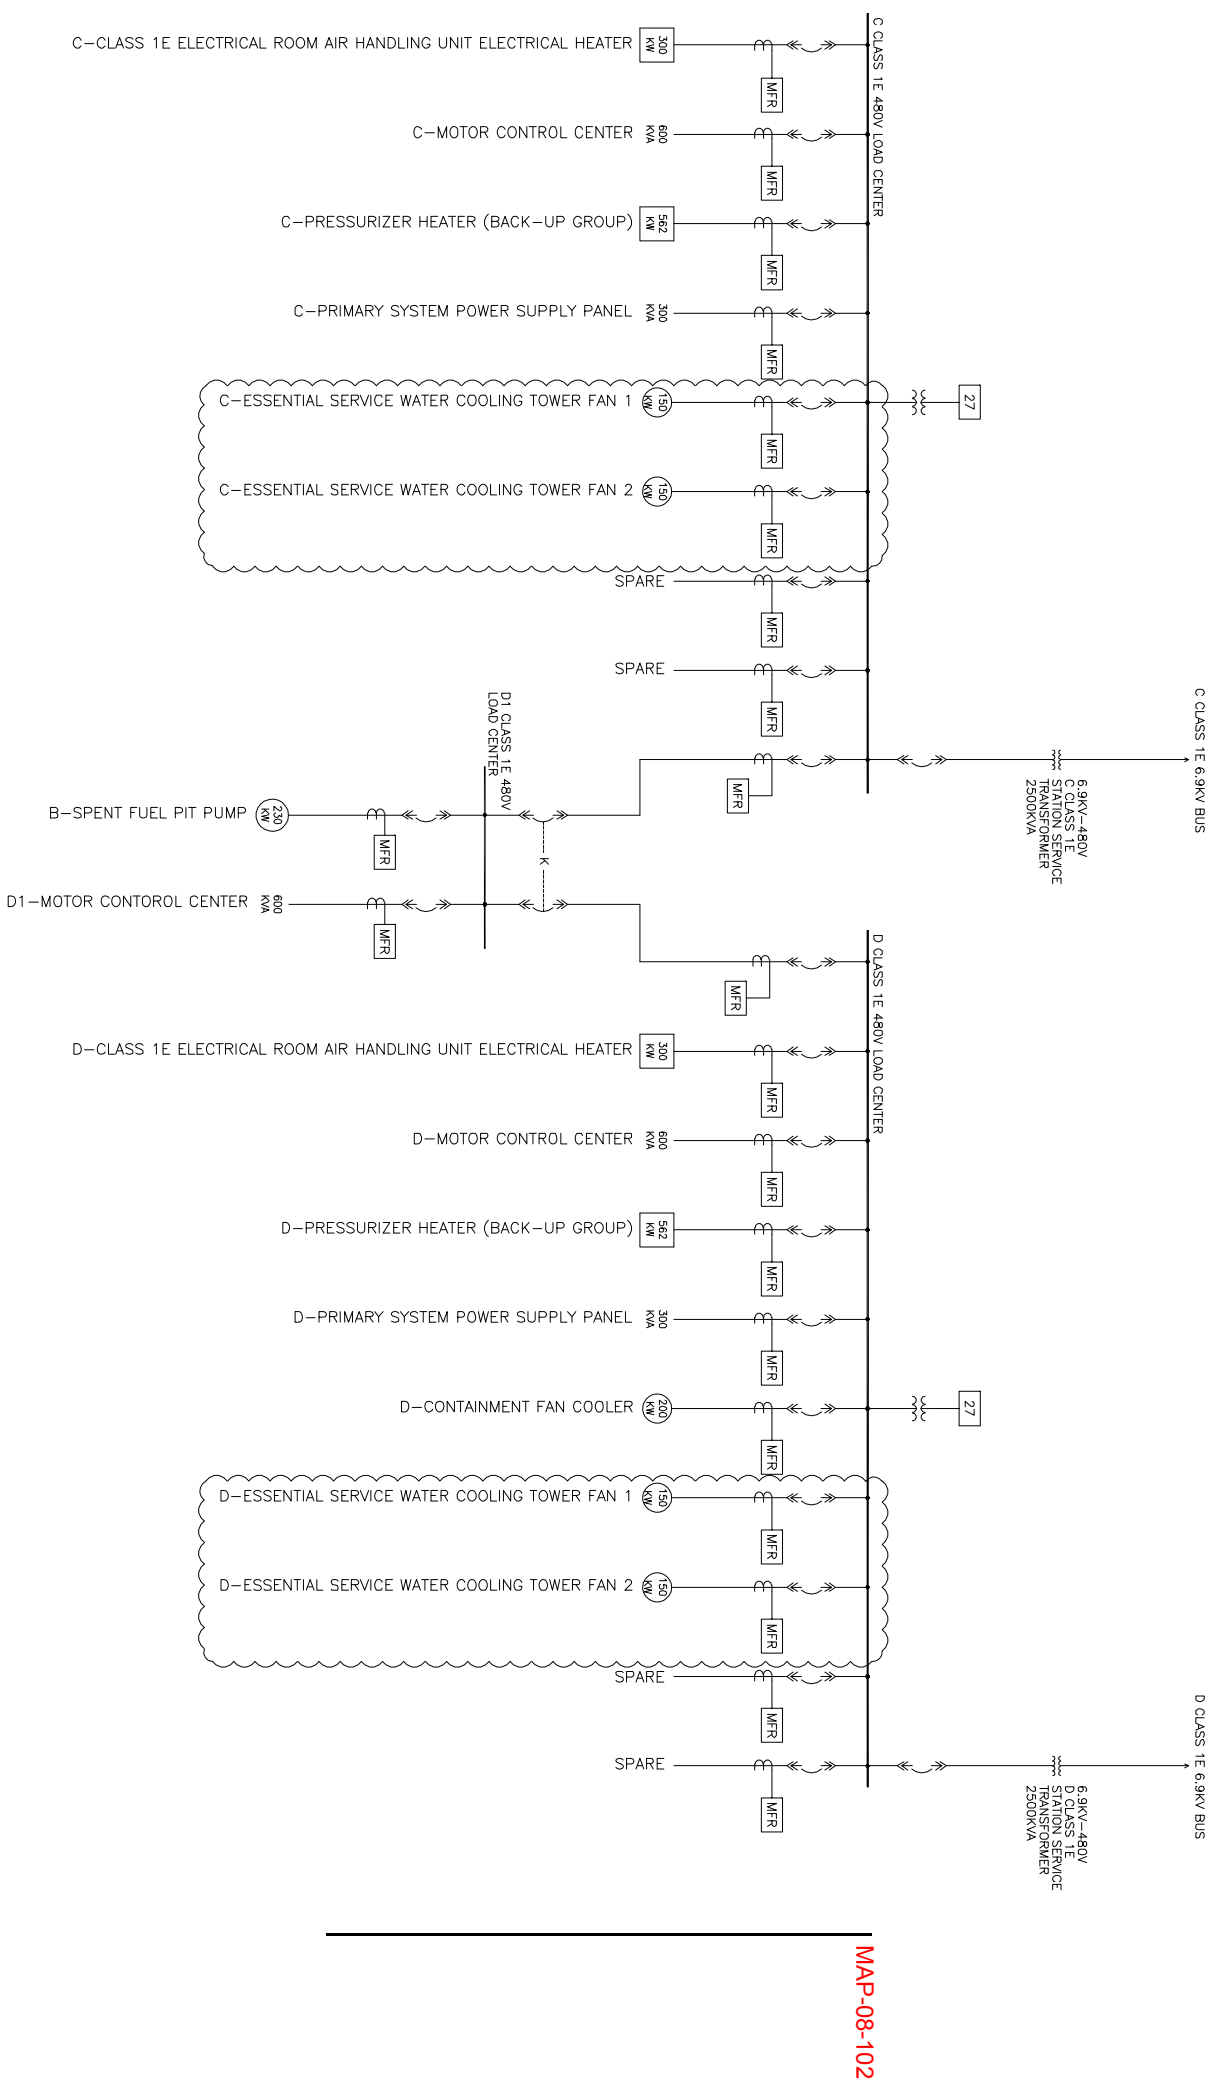 C CLASS 1E 6.9KV BUS
6.9KV-480V
C CLASS 1E
STATION SERVICE
TRANSFORMER
2500KVA
27
C CLASS 1E 480V LOAD CENTER
C-CLASS 1E ELECTRICAL ROOM AIR HANDLING UNIT ELECTRICAL HEATER
300
KW
MFR
C-MOTOR CONTROL CENTER
600
KVA
MFR
C-PRESSURIZER HEATER (BACK-UP GROUP)
562
KW
MFR
C-PRIMARY SYSTEM POWER SUPPLY PANEL
300
KVA
MFR
C-ESSENTIAL SERVICE WATER COOLING TOWER FAN 1
150
KW
MFR
C-ESSENTIAL SERVICE WATER COOLING TOWER FAN 2
150
KW
MFR
SPARE
MFR
SPARE
MFR
MFR
D1 CLASS 1E 480V
LOAD CENTER
B-SPENT FUEL PIT PUMP
230
KW
MFR
K
D1-MOTOR CONTOROL CENTER
600
KVA
MFR
MFR
D CLASS 1E 6.9KV BUS
6.9KV-480V
D CLASS 1E
STATION SERVICE
TRANSFORMER
2500KVA
27
D CLASS 1E 480V LOAD CENTER
D-CLASS 1E ELECTRICAL ROOM AIR HANDLING UNIT ELECTRICAL HEATER
300
KW
MFR
D-MOTOR CONTROL CENTER
600
KVA
MFR
D-PRESSURIZER HEATER (BACK-UP GROUP)
562
KW
MFR
D-PRIMARY SYSTEM POWER SUPPLY PANEL
300
KVA
MFR
D-CONTAINMENT FAN COOLER
200
KW
MFR
D-ESSENTIAL SERVICE WATER COOLING TOWER FAN 1
150
KW
MFR
D-ESSENTIAL SERVICE WATER COOLING TOWER FAN 2
150
KW
MFR
SPARE
MFR
SPARE
MFR
MAP-08-102